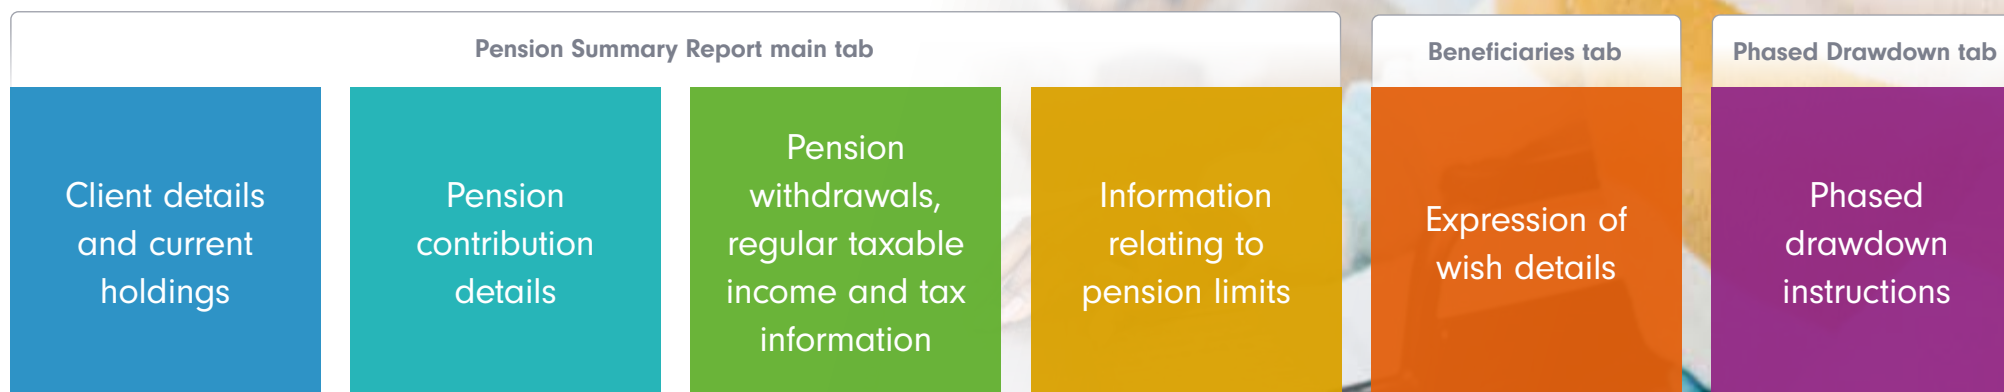 Pension Summary Report main tab
Beneficiaries tab
Phased Drawdown tab
Client details
and current
holdings
Pension
contribution
details
Pension
withdrawals,
regular taxable
income and tax
information
Information
relating to
pension limits
Expression of
wish details
Phased
drawdown
instructions